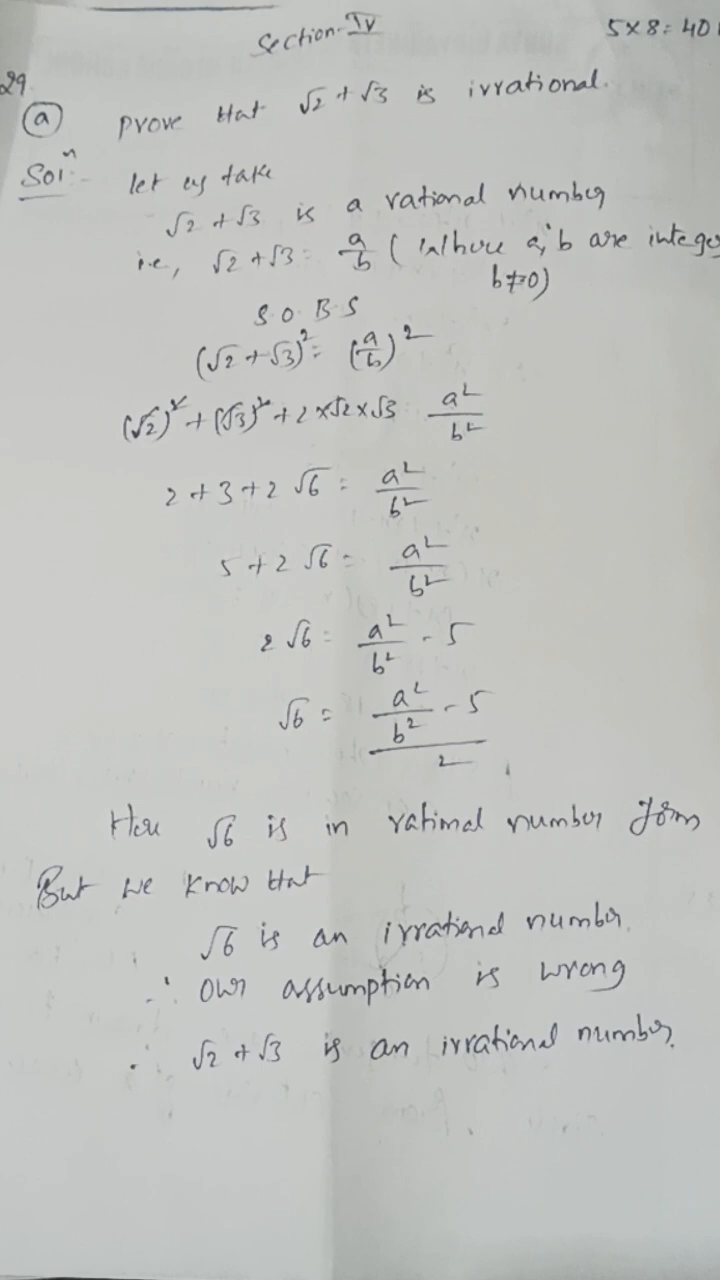 Section-IV
5×8=40
29.
(a) prove that √2 + √3 is irrational.
Solⁿ:- let us take
√2 + √3 is a rational number
i.e, √2 + √3 = a/b ( Where a, b are intege
b≠0)
S.O.B.S
(√2 + √3)² = (a/b)²
(√2)² + (√3)² + 2×√2×√3 a²/b²
2 + 3 + 2√6 = a²/b²
5 + 2√6 = a²/b²
2√6 = a²/b² - 5
√6 = (a²/b² - 5)/2
Here √6 is in rational number form
But we know that
√6 is an irrational number.
∴ our assumption is wrong
∴ √2 + √3 is an irrational number.